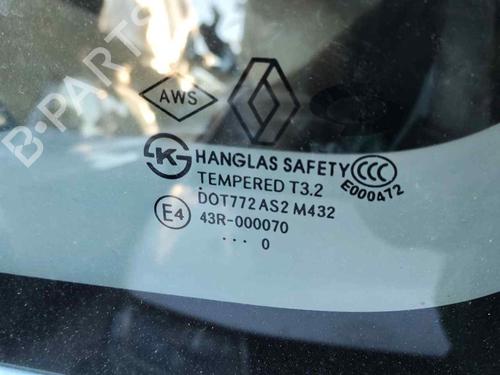 B-PARTS
AWS
HANGLAS SAFETY
CCC
E000472
TEMPERED T3.2
DOT772 AS2 M432
E4
43R-000070
... 0